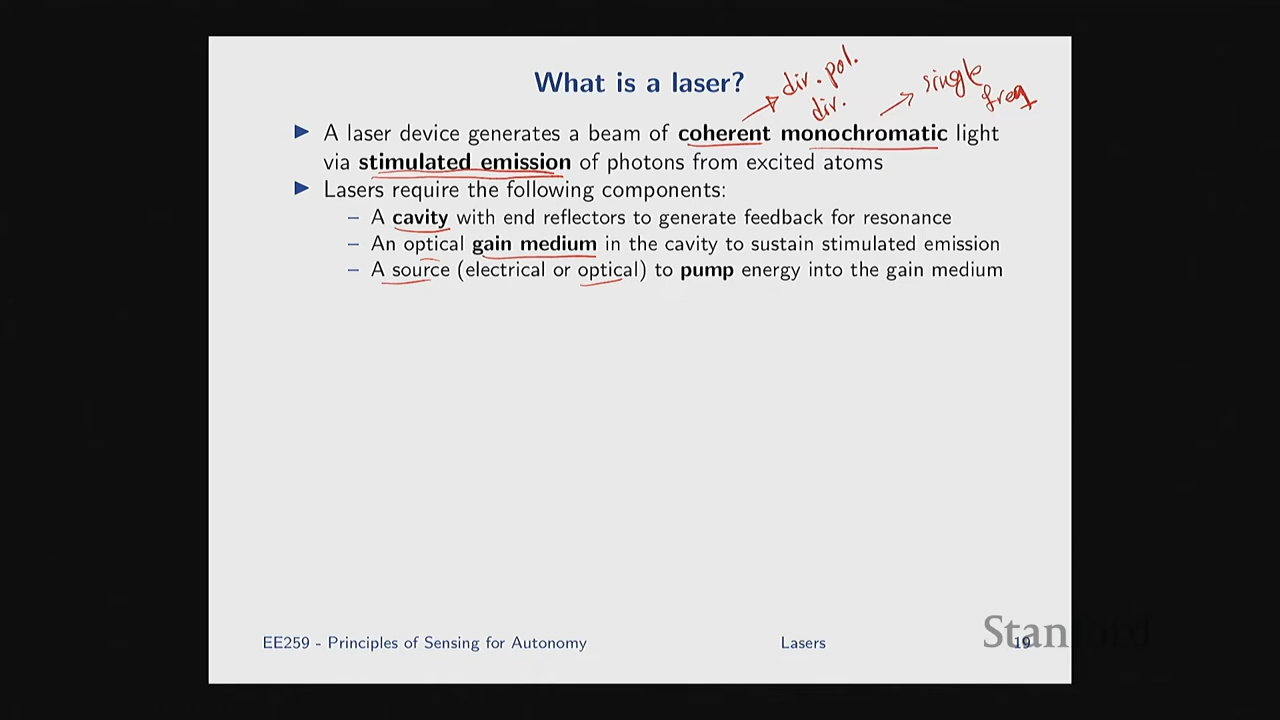 What is a laser?
dir. pol.
dir.
single
freq
▶ A laser device generates a beam of coherent monochromatic light
via stimulated emission of photons from excited atoms
▶ Lasers require the following components:
– A cavity with end reflectors to generate feedback for resonance
– An optical gain medium in the cavity to sustain stimulated emission
– A source (electrical or optical) to pump energy into the gain medium
EE259 - Principles of Sensing for Autonomy Lasers 19
Stanford